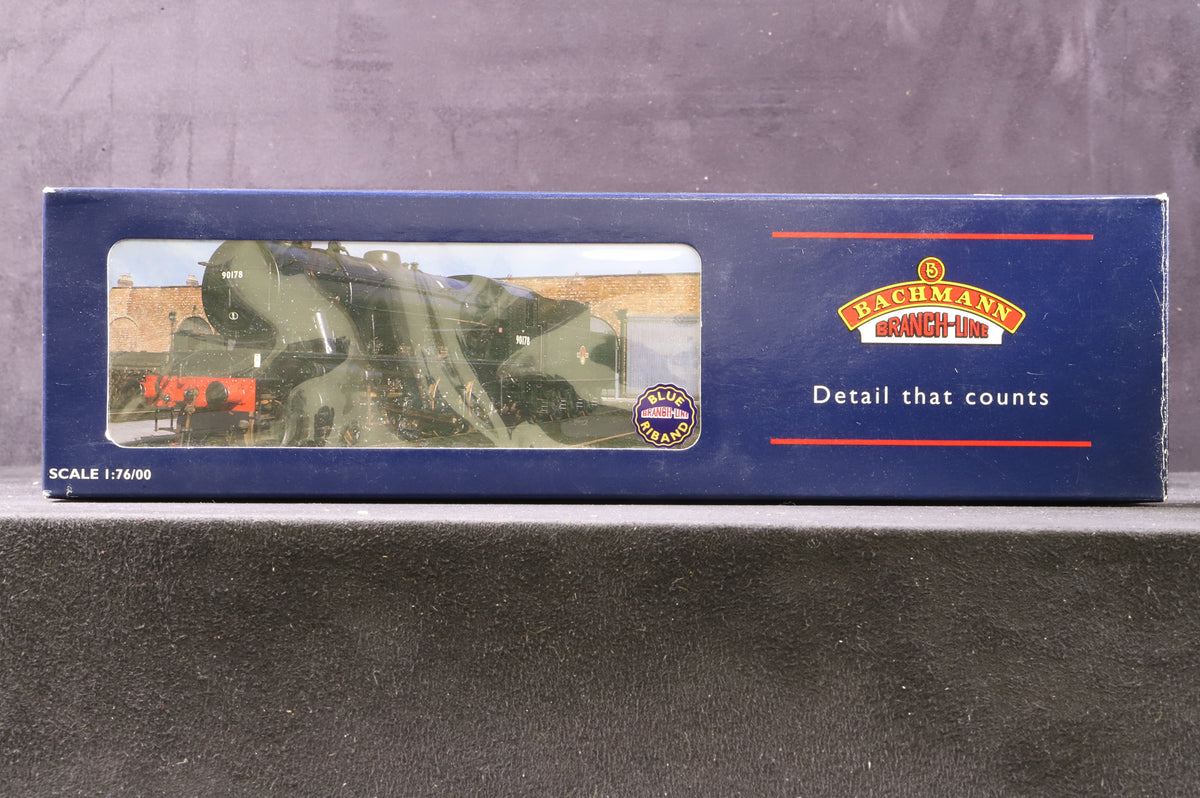 90178
90178
BLUE
BRANCH-LINE
RIBAND
SCALE 1:76/00
B
BACHMANN
BRANCH-LINE
Detail that counts